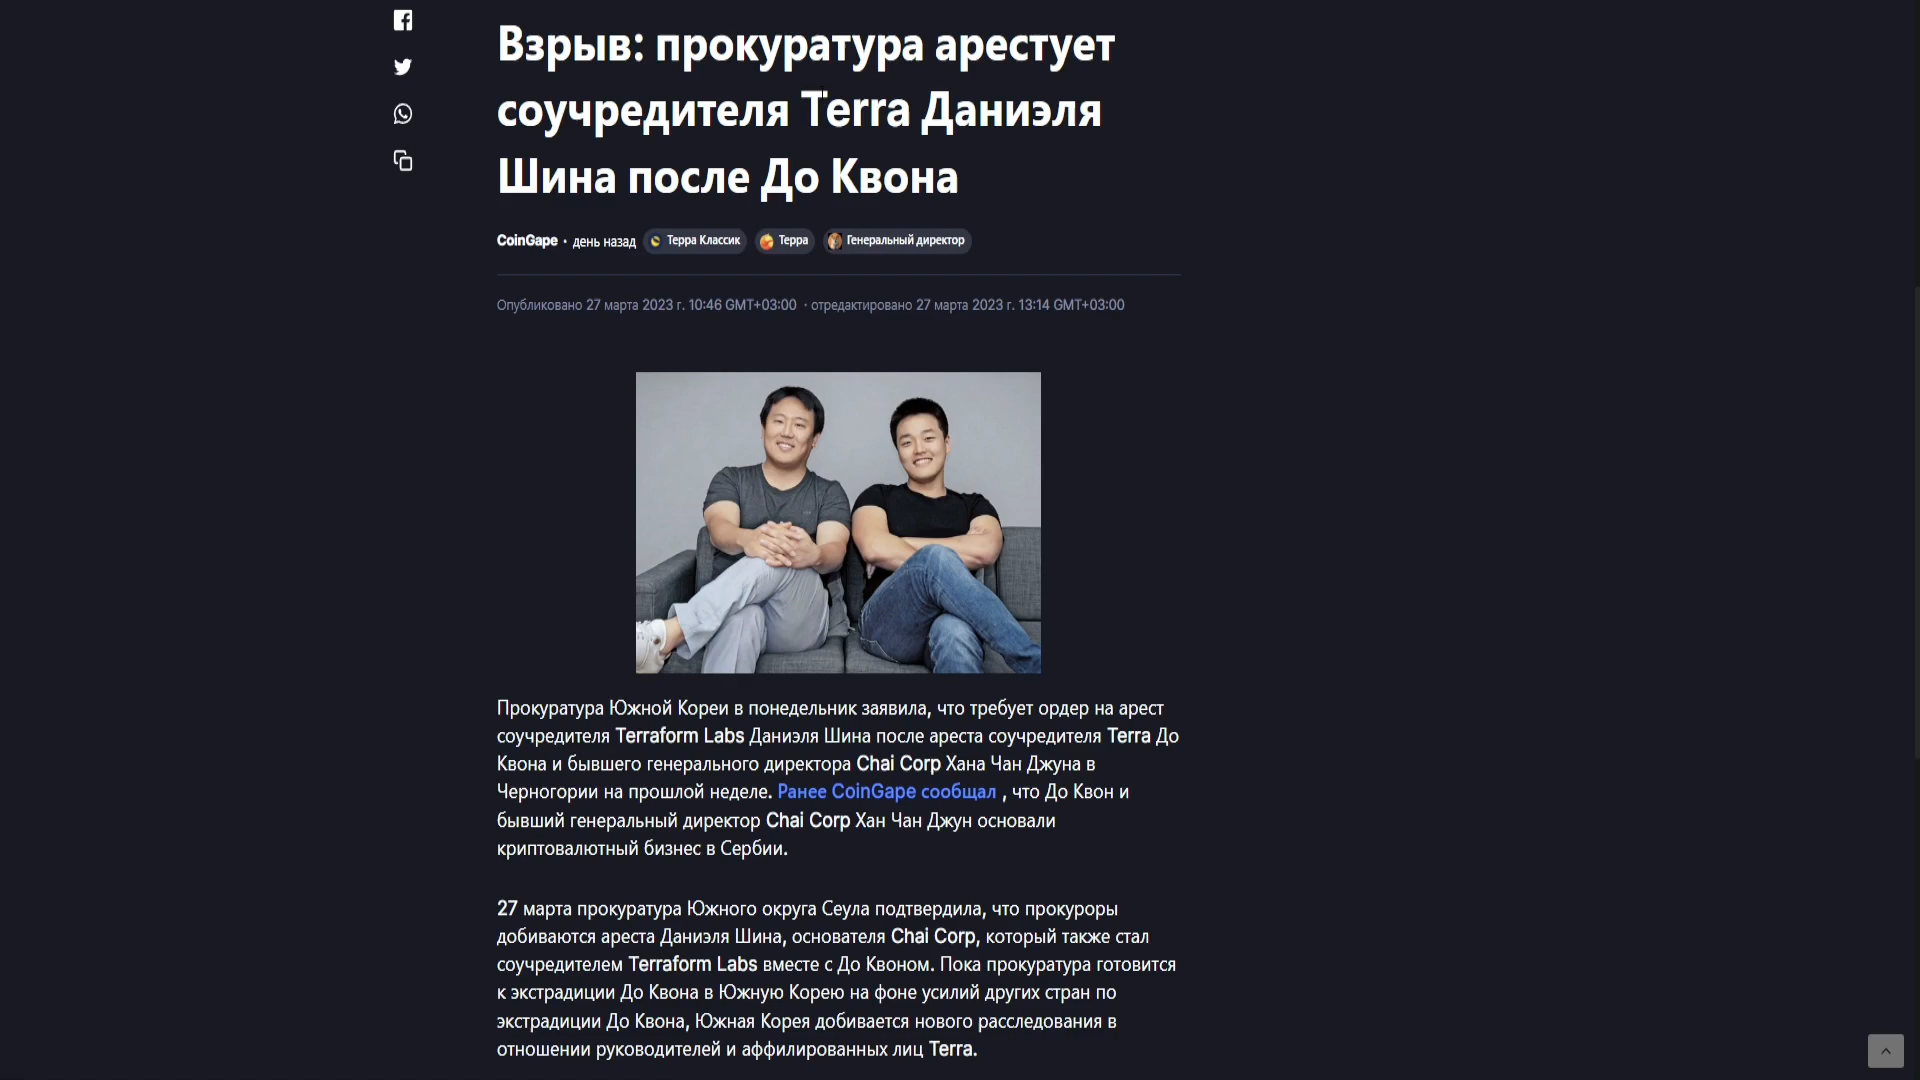 Взрыв: прокуратура арестует
соучредителя Terra Даниэля
Шина после До Квона
CoinGape • день назад Терра Классик Терра Генеральный директор
Опубликовано 27 марта 2023 г. 10:46 GMT+03:00 • отредактировано 27 марта 2023 г. 13:14 GMT+03:00
Прокуратура Южной Кореи в понедельник заявила, что требует ордер на арест
соучредителя Terraform Labs Даниэля Шина после ареста соучредителя Terra До
Квона и бывшего генерального директора Chai Corp Хана Чан Джуна в
Черногории на прошлой неделе. Ранее CoinGape сообщал , что До Квон и
бывший генеральный директор Chai Corp Хан Чан Джун основали
криптовалютный бизнес в Сербии.
27 марта прокуратура Южного округа Сеула подтвердила, что прокуроры
добиваются ареста Даниэля Шина, основателя Chai Corp, который также стал
соучредителем Terraform Labs вместе с До Квоном. Пока прокуратура готовится
к экстрадиции До Квона в Южную Корею на фоне усилий других стран по
экстрадиции До Квона, Южная Корея добивается нового расследования в
отношении руководителей и аффилированных лиц Terra.